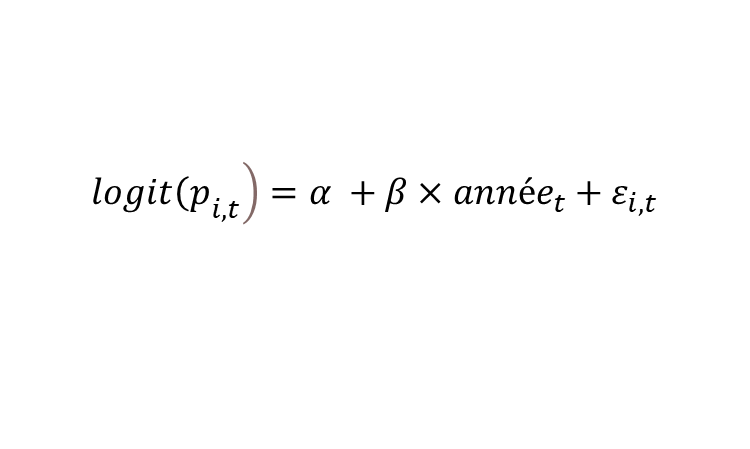 logit(p_{i,t}) = α + β × année_t + ε_{i,t}